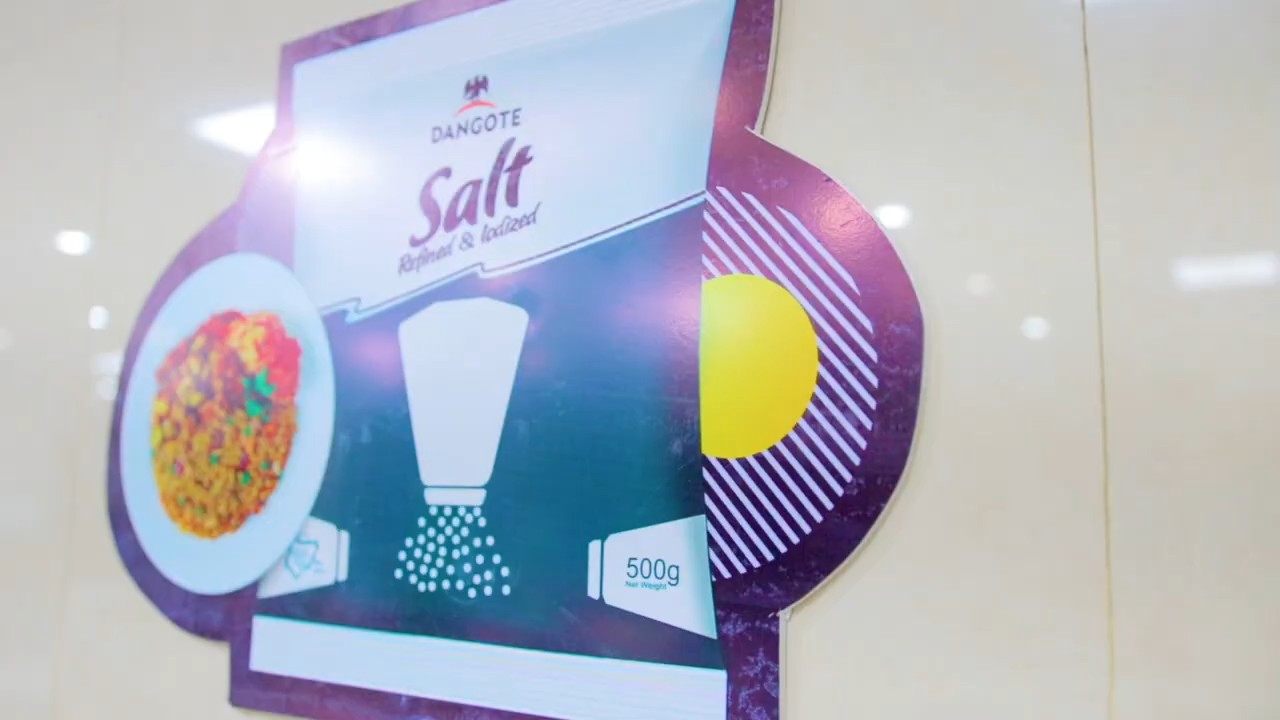 DANGOTE
Salt
Refined & Iodized
500g
Net Weight